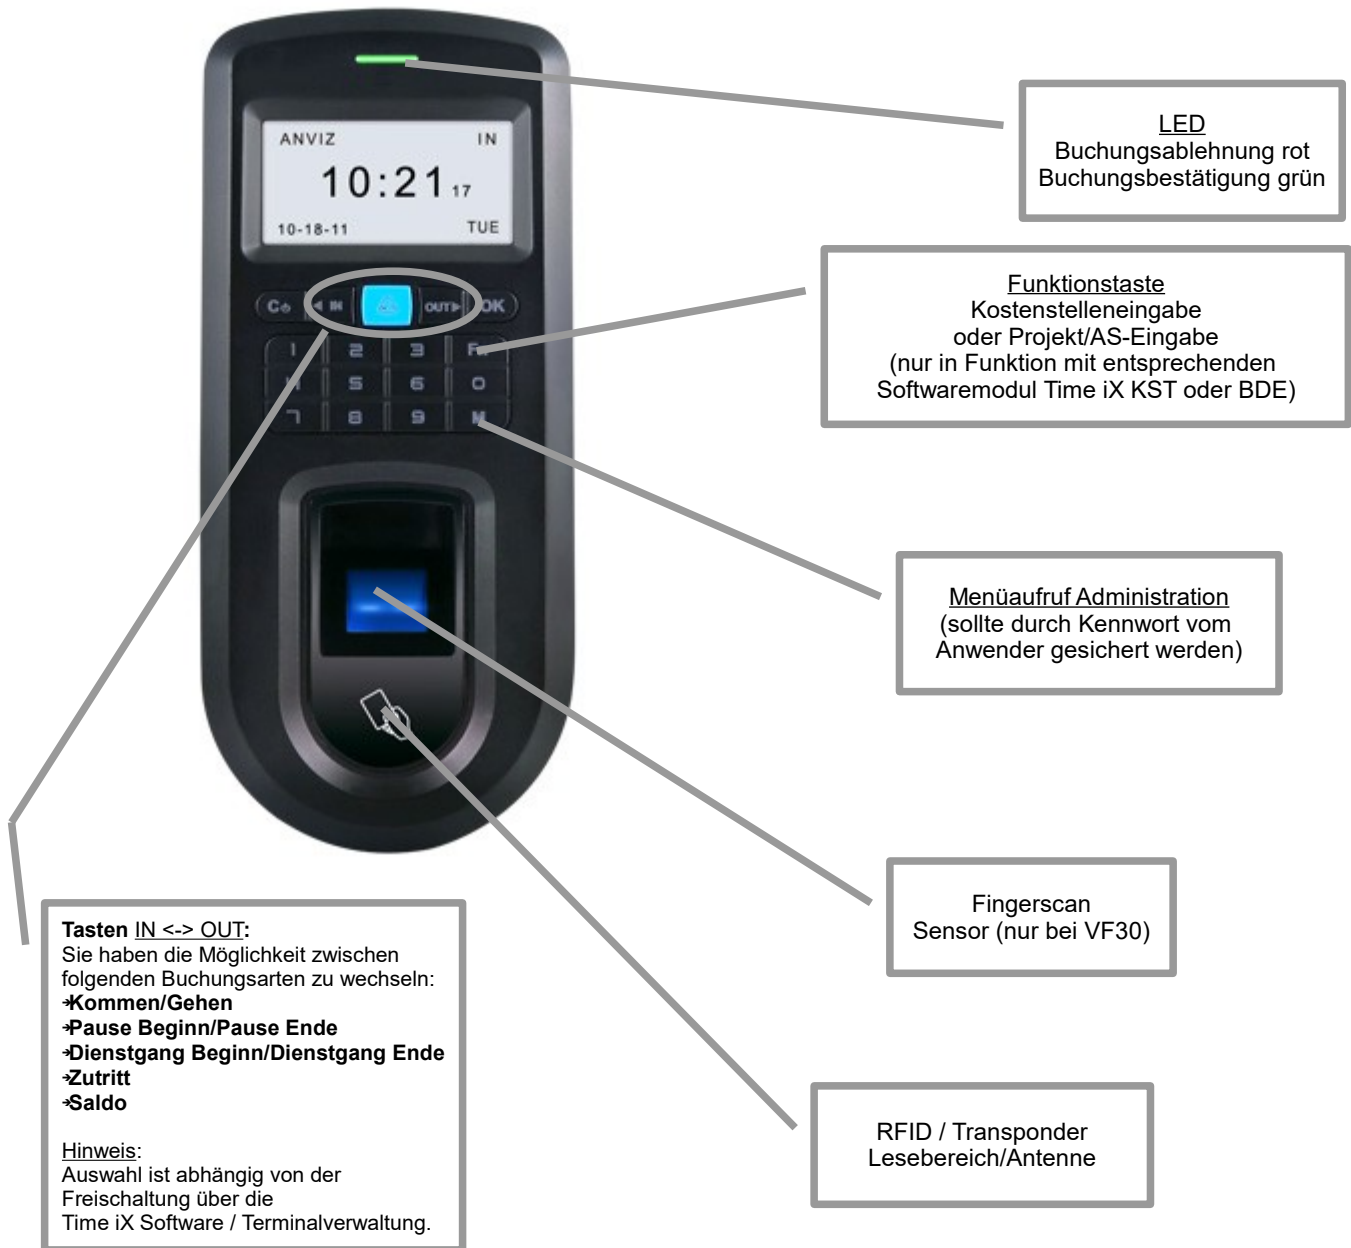 ANVIZ IN
10:21 17
10-18-11 TUE
C IN OUT OK
1 2 3
5 6 0
7 8 9 M
LED
Buchungsablehnung rot
Buchungsbestätigung grün
Funktionstaste
Kostenstelleneingabe
oder Projekt/AS-Eingabe
(nur in Funktion mit entsprechenden
Softwaremodul Time iX KST oder BDE)
Menüaufruf Administration
(sollte durch Kennwort vom
Anwender gesichert werden)
Fingerscan
Sensor (nur bei VF30)
RFID / Transponder
Lesebereich/Antenne
Tasten IN <-> OUT:
Sie haben die Möglichkeit zwischen
folgenden Buchungsarten zu wechseln:
➔Kommen/Gehen
➔Pause Beginn/Pause Ende
➔Dienstgang Beginn/Dienstgang Ende
➔Zutritt
➔Saldo
Hinweis:
Auswahl ist abhängig von der
Freischaltung über die
Time iX Software / Terminalverwaltung.